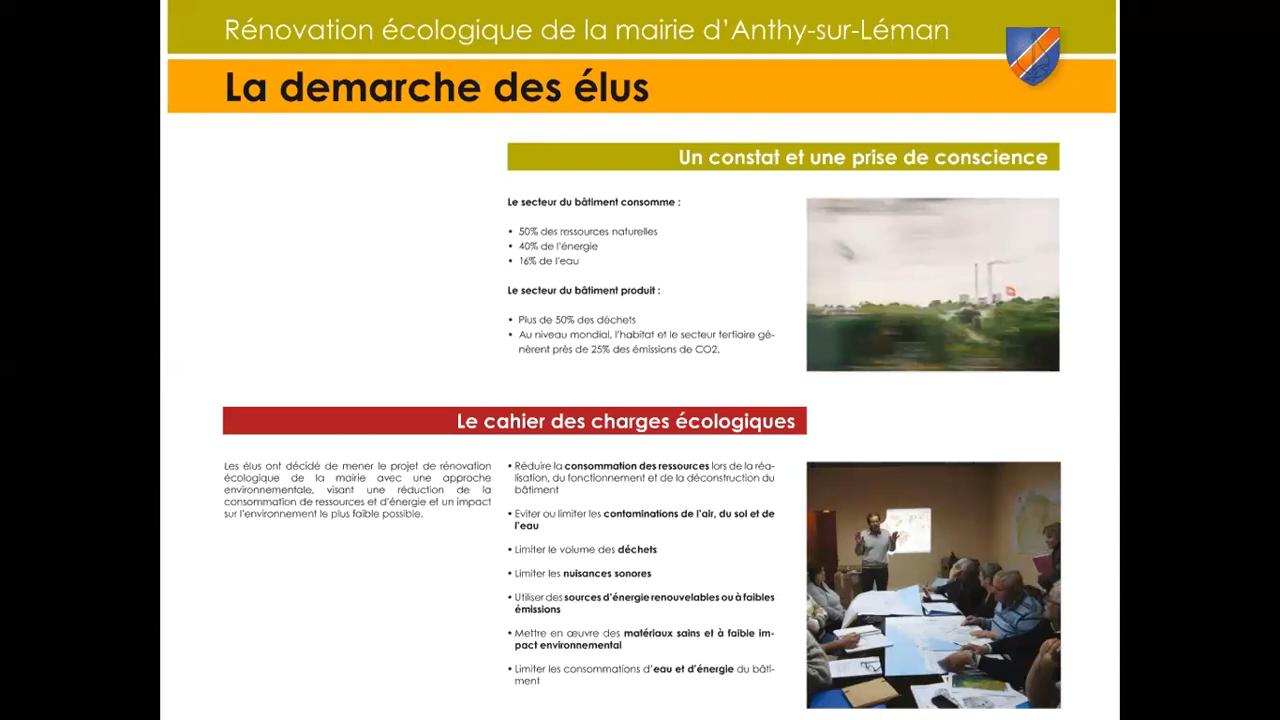 Rénovation écologique de la mairie d'Anthy-sur-Léman
La demarche des élus
Un constat et une prise de conscience
Le secteur du bâtiment consomme :
• 50% des ressources naturelles
• 40% de l'énergie
• 16% de l'eau
Le secteur du bâtiment produit :
• Plus de 50% des déchets
• Au niveau mondial, l'habitat et le secteur tertiaire gé-
nèrent près de 25% des émissions de CO2.
Le cahier des charges écologiques
Les élus ont décidé de mener le projet de rénovation
écologique de la mairie avec une approche
environnementale, visant une réduction de la
consommation de ressources et d'énergie et un impact
sur l'environnement le plus faible possible.
• Réduire la consommation des ressources lors de la réa-
lisation, du fonctionnement et de la déconstruction du
bâtiment
• Eviter ou limiter les contaminations de l'air, du sol et de
l'eau
• Limiter le volume des déchets
• Limiter les nuisances sonores
• Utiliser des sources d'énergie renouvelables ou à faibles
émissions
• Mettre en œuvre des matériaux sains et à faible im-
pact environnemental
• Limiter les consommations d'eau et d'énergie du bâti-
ment